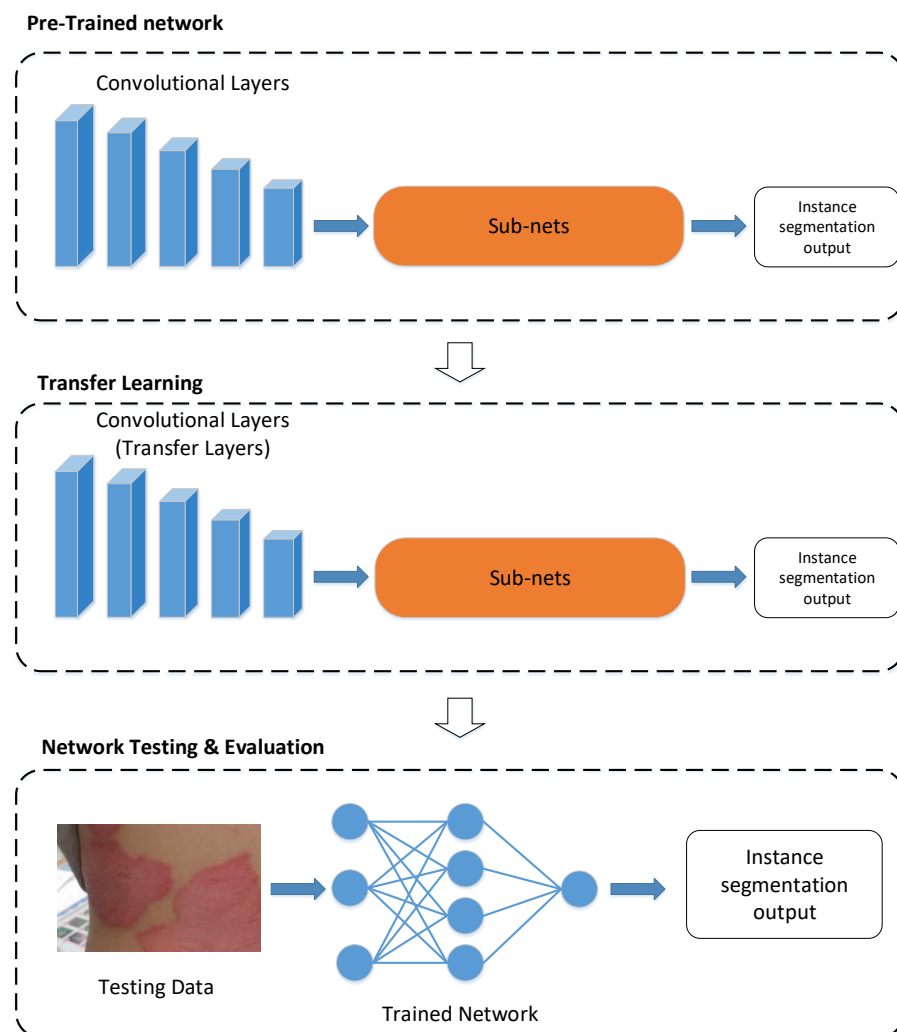 Pre-Trained network
Convolutional Layers
Sub-nets
Instance
segmentation
output
Transfer Learning
Convolutional Layers
(Transfer Layers)
Sub-nets
Instance
segmentation
output
Network Testing & Evaluation
Instance
segmentation
output
Testing Data
Trained Network